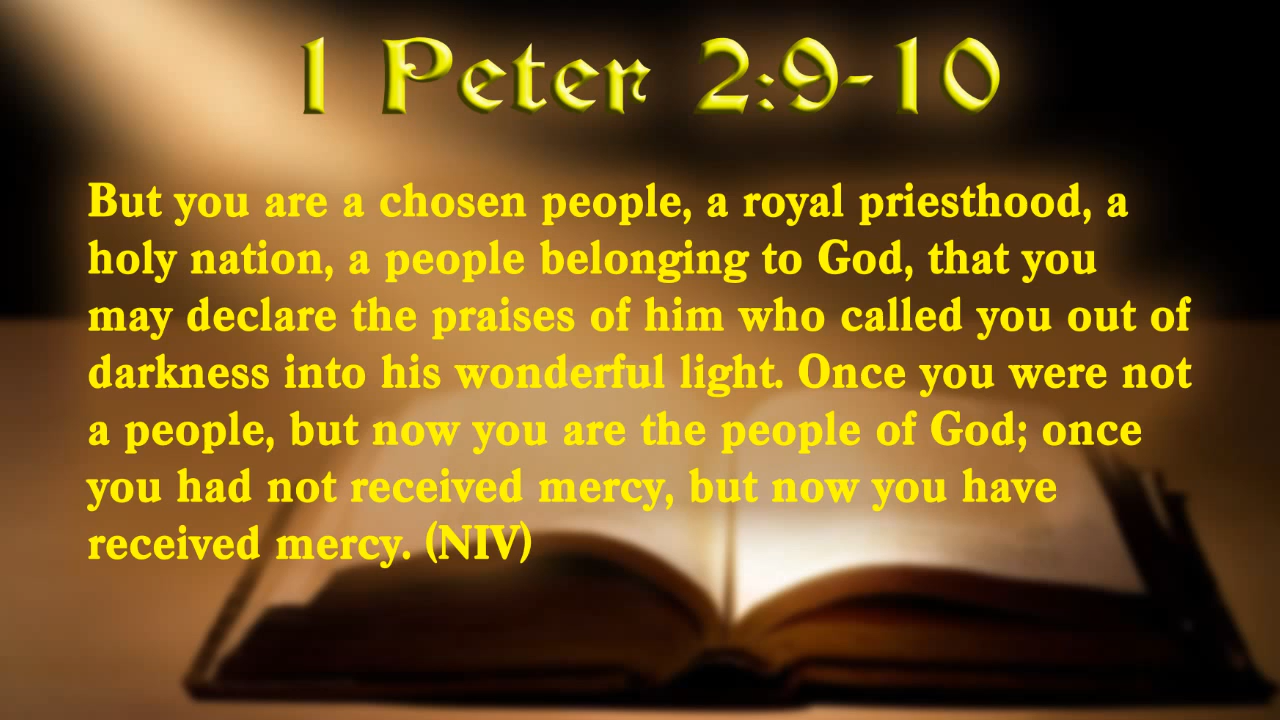 1 Peter 2:9-10
But you are a chosen people, a royal priesthood, a
holy nation, a people belonging to God, that you
may declare the praises of him who called you out of
darkness into his wonderful light. Once you were not
a people, but now you are the people of God; once
you had not received mercy, but now you have
received mercy. (NIV)